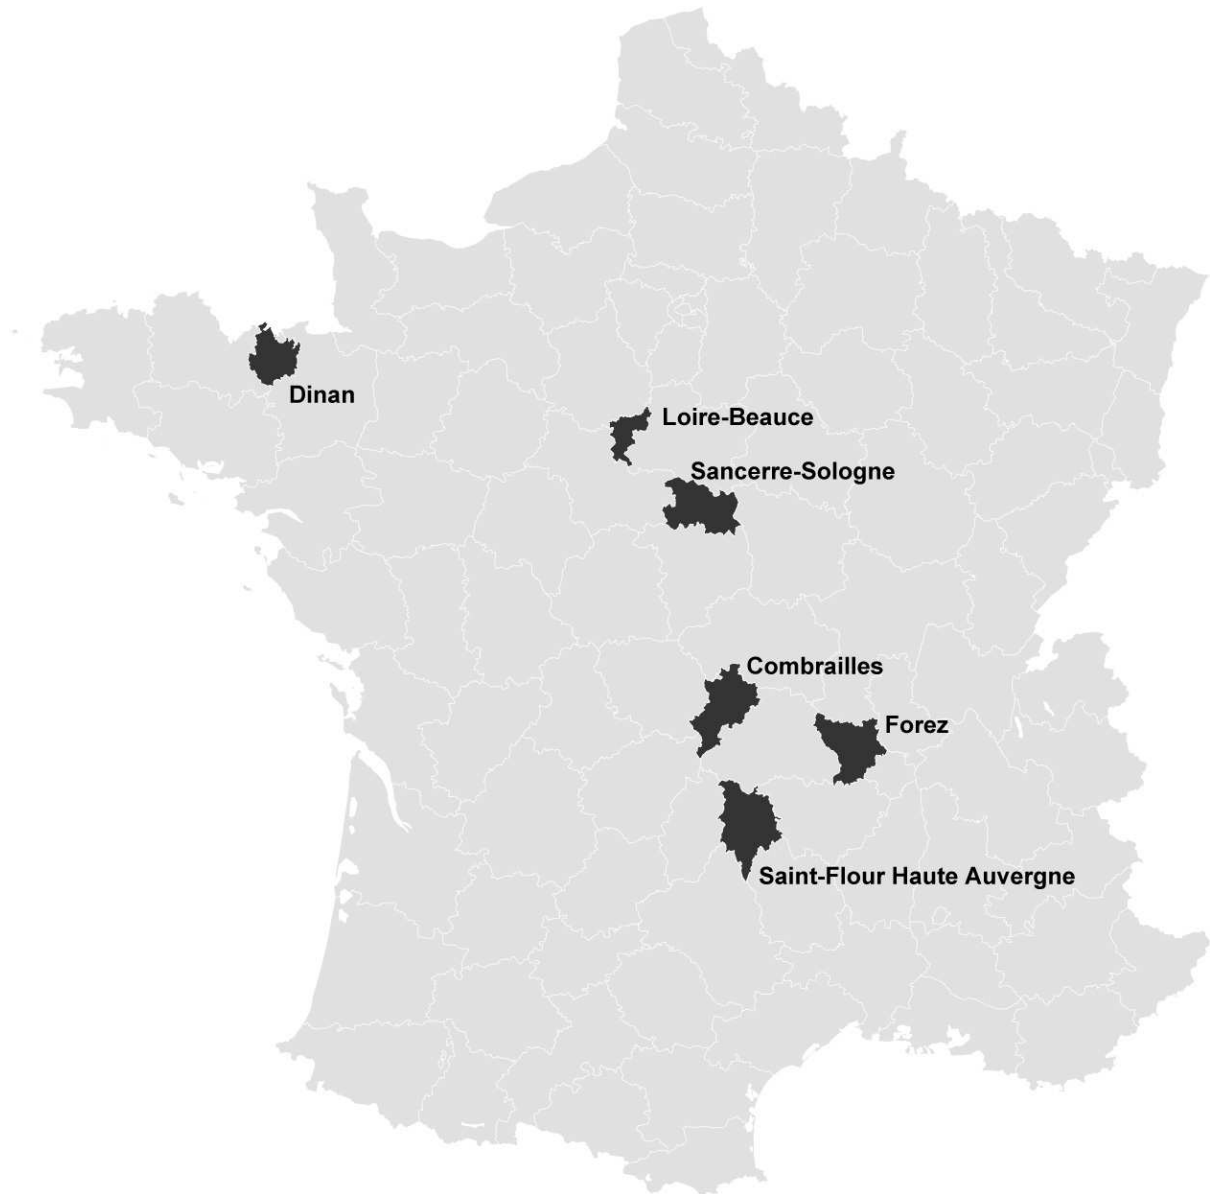 Dinan
Loire-Beauce
Sancerre-Sologne
Combrailles
Forez
Saint-Flour Haute Auvergne